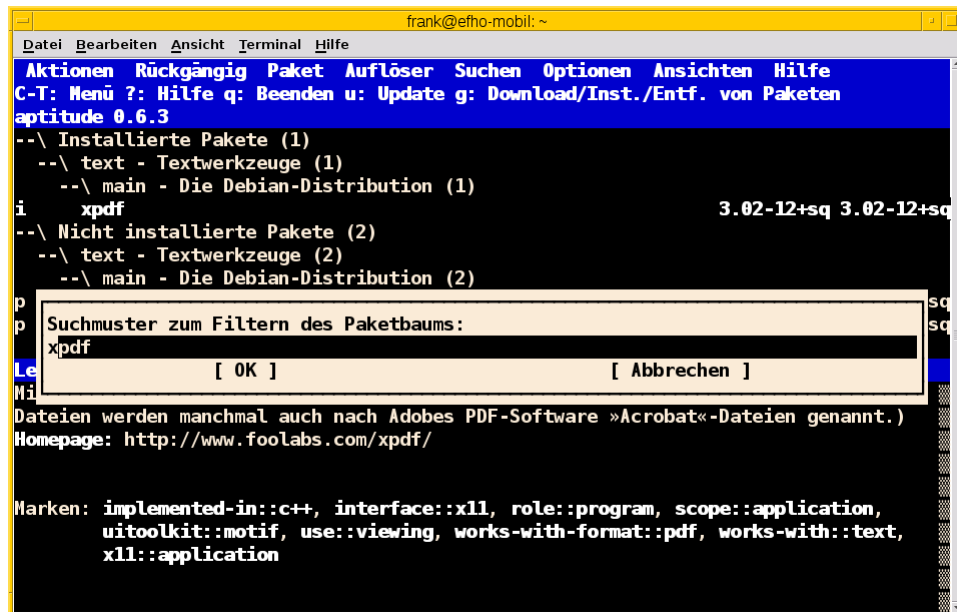 frank@efho-mobil: ~
Datei Bearbeiten Ansicht Terminal Hilfe
Aktionen Rückgängig Paket Auflöser Suchen Optionen Ansichten Hilfe
C-T: Menü ?: Hilfe q: Beenden u: Update g: Download/Inst./Entf. von Paketen
aptitude 0.6.3
--\ Installierte Pakete (1)
--\ text - Textwerkzeuge (1)
--\ main - Die Debian-Distribution (1)
i xpdf 3.02-12+sq 3.02-12+sq
--\ Nicht installierte Pakete (2)
--\ text - Textwerkzeuge (2)
--\ main - Die Debian-Distribution (2)
p sq
p sq
Suchmuster zum Filtern des Paketbaums:
xpdf
Le [ OK ] [ Abbrechen ]
Mi
Dateien werden manchmal auch nach Adobes PDF-Software »Acrobat«-Dateien genannt.)
Homepage: http://www.foolabs.com/xpdf/
Marken: implemented-in::c++, interface::x11, role::program, scope::application,
uitoolkit::motif, use::viewing, works-with-format::pdf, works-with::text,
x11::application